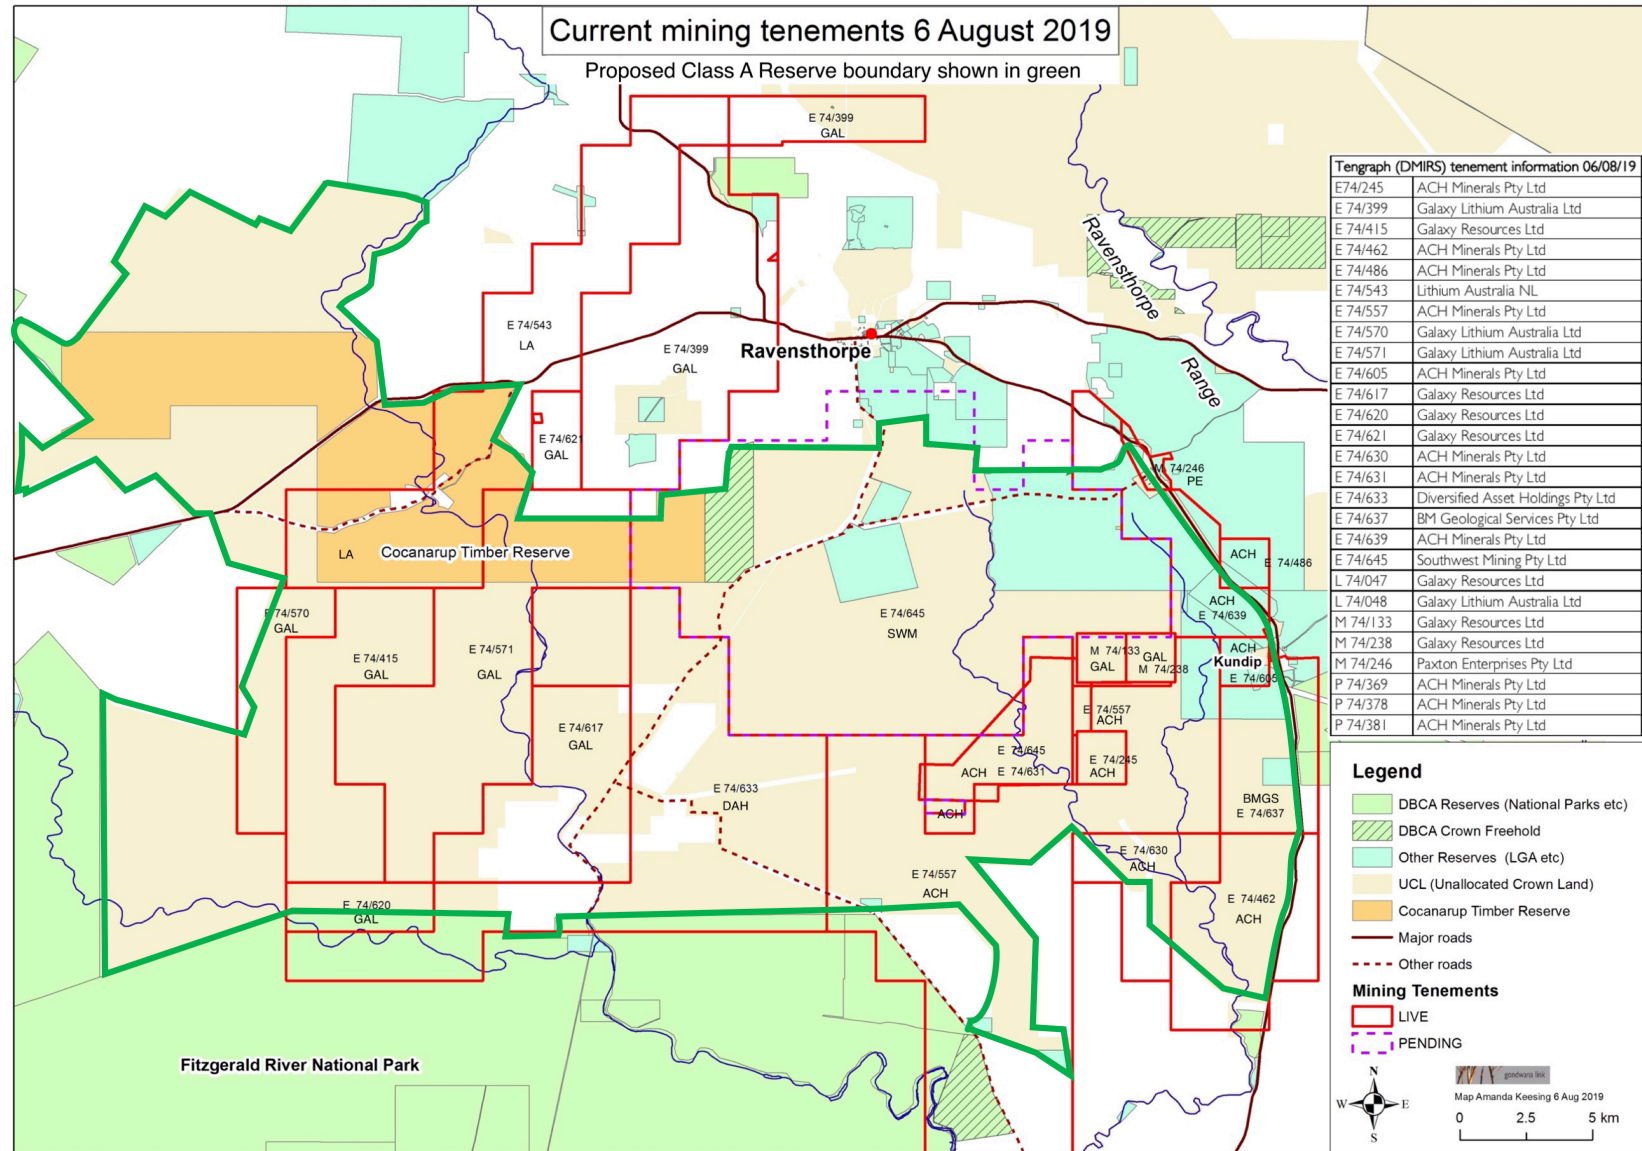 Current mining tenements 6 August 2019
Proposed Class A Reserve boundary shown in green
E 74/399
GAL
Tengraph (DMIRS) tenement information 06/08/19
E74/245 ACH Minerals Pty Ltd
E 74/399 Galaxy Lithium Australia Ltd
E 74/415 Galaxy Resources Ltd
E 74/462 ACH Minerals Pty Ltd
E 74/486 ACH Minerals Pty Ltd
E 74/543 Lithium Australia NL
E 74/557 ACH Minerals Pty Ltd
E 74/570 Galaxy Lithium Australia Ltd
E 74/571 Galaxy Lithium Australia Ltd
E 74/605 ACH Minerals Pty Ltd
E 74/617 Galaxy Resources Ltd
E 74/620 Galaxy Resources Ltd
E 74/621 Galaxy Resources Ltd
E 74/630 ACH Minerals Pty Ltd
E 74/631 ACH Minerals Pty Ltd
E 74/633 Diversified Asset Holdings Pty Ltd
E 74/637 BM Geological Services Pty Ltd
E 74/639 ACH Minerals Pty Ltd
E 74/645 Southwest Mining Pty Ltd
L 74/047 Galaxy Resources Ltd
L 74/048 Galaxy Lithium Australia Ltd
M 74/133 Galaxy Resources Ltd
M 74/238 Galaxy Resources Ltd
M 74/246 Paxton Enterprises Pty Ltd
P 74/369 ACH Minerals Pty Ltd
P 74/378 ACH Minerals Pty Ltd
P 74/381 ACH Minerals Pty Ltd
Ravensthorpe
Range
E 74/543
LA
E 74/399
GAL
Ravensthorpe
E 74/621
GAL
M 74/246
PE
LA
Cocanarup Timber Reserve
ACH
E 74/486
ACH
E 74/639
E 74/570
GAL
E 74/645
SWM
E 74/415
GAL
E 74/571
GAL
M 74/133
GAL
GAL
M 74/238
ACH
Kundip
E 74/605
E 74/617
GAL
E 74/557
ACH
E 74/645
ACH E 74/631
E 74/245
ACH
E 74/633
DAH
ACH
BMGS
E 74/637
E 74/630
ACH
E 74/557
ACH
E 74/462
ACH
E 74/620
GAL
Fitzgerald River National Park
Legend
DBCA Reserves (National Parks etc)
DBCA Crown Freehold
Other Reserves (LGA etc)
UCL (Unallocated Crown Land)
Cocanarup Timber Reserve
Major roads
Other roads
Mining Tenements
LIVE
PENDING
N
W E
S
gondwana link
Map Amanda Keesing 6 Aug 2019
0 2.5 5 km